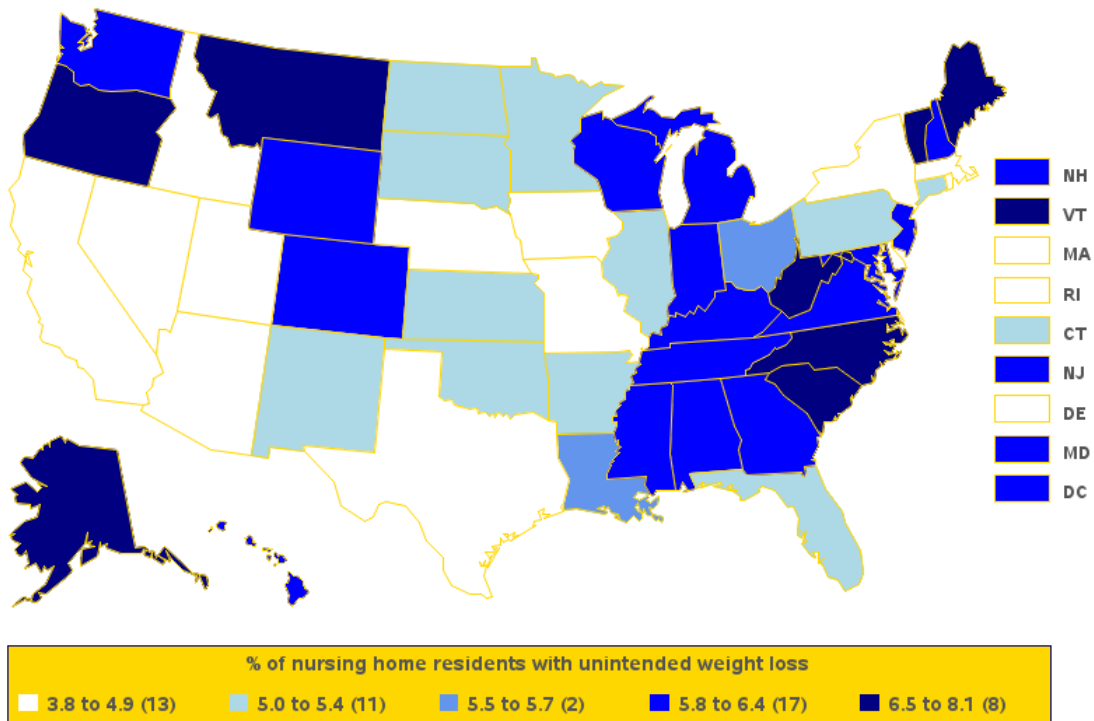 NH
VT
MA
RI
CT
NJ
DE
MD
DC
% of nursing home residents with unintended weight loss
3.8 to 4.9 (13) 5.0 to 5.4 (11) 5.5 to 5.7 (2) 5.8 to 6.4 (17) 6.5 to 8.1 (8)